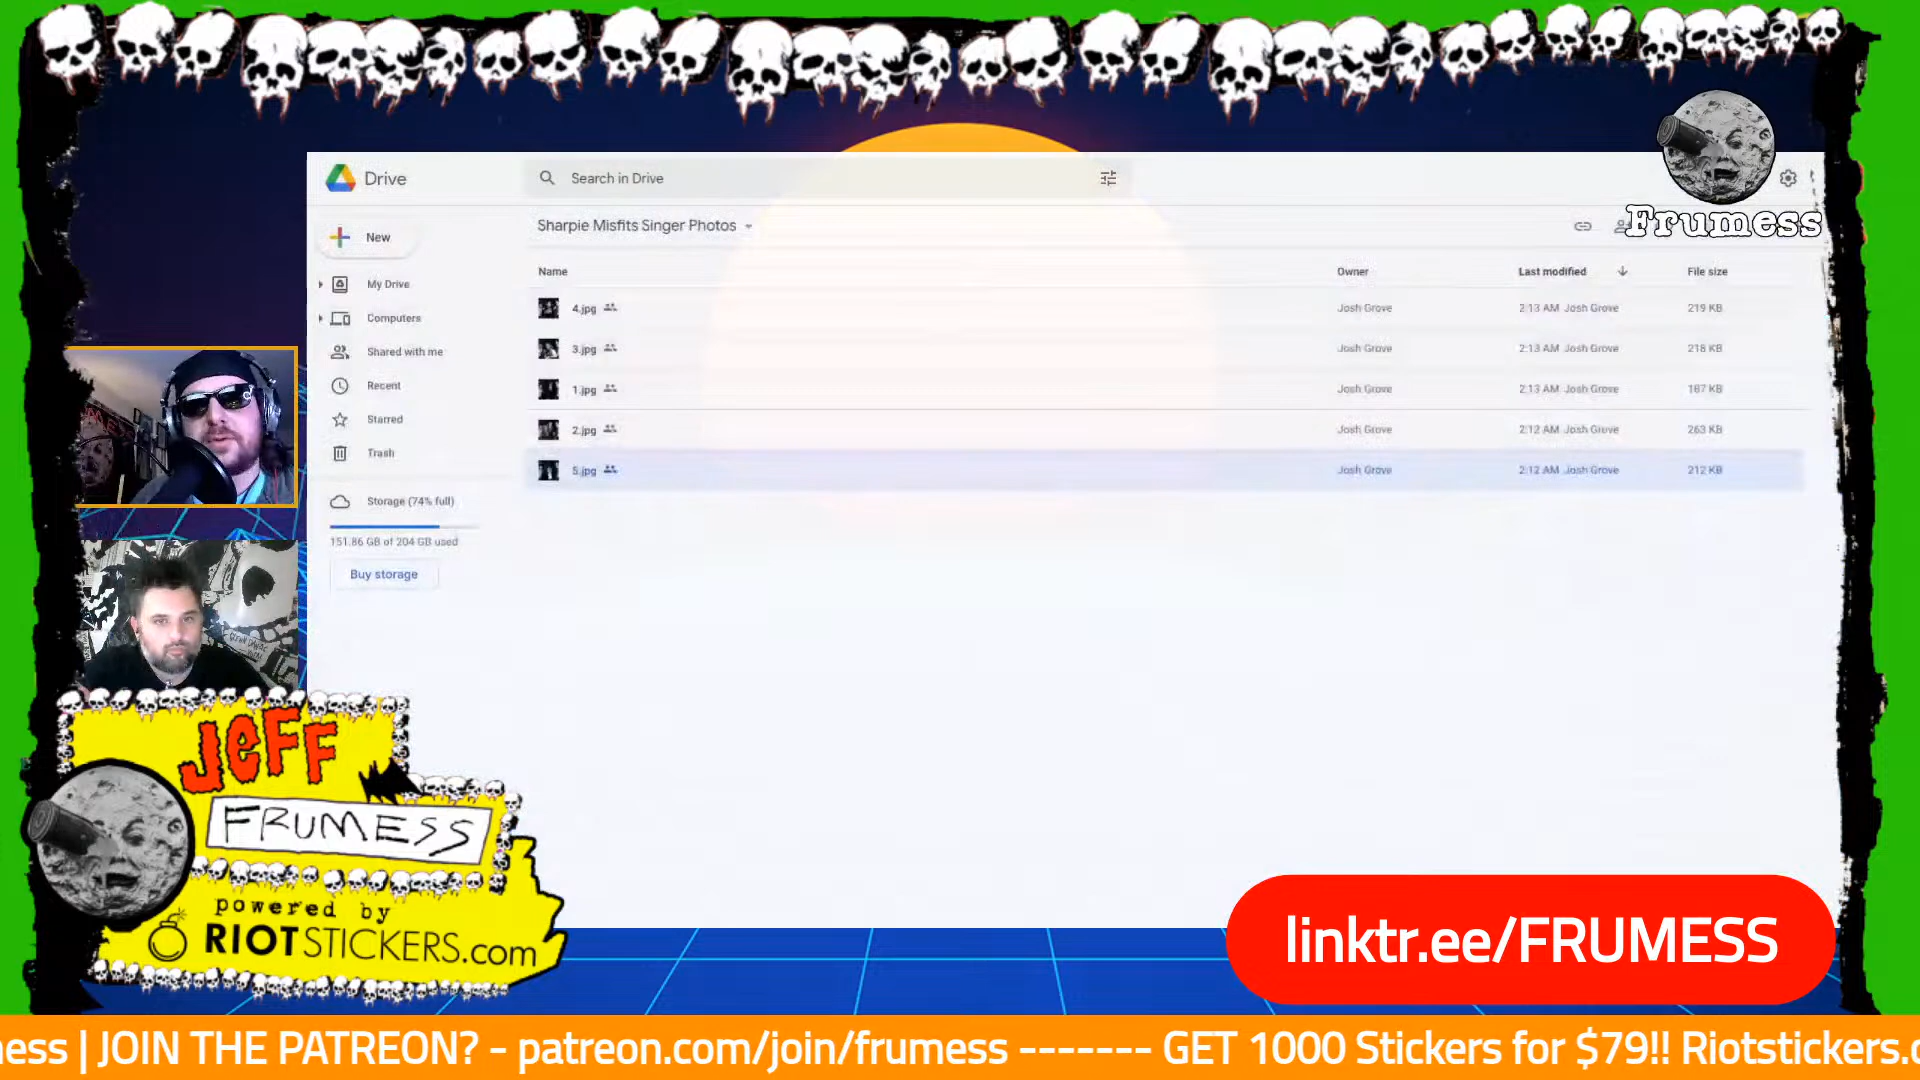 Drive
Search in Drive
Frumess
New
Sharpie Misfits Singer Photos
Name
Owner
Last modified
File size
My Drive
Computers
Shared with me
Recent
Starred
Trash
Storage (74% full)
151.86 GB of 204 GB used
Buy storage
4.jpg Josh Grove 2:13 AM Josh Grove 219 KB
3.jpg Josh Grove 2:13 AM Josh Grove 218 KB
1.jpg Josh Grove 2:13 AM Josh Grove 187 KB
2.jpg Josh Grove 2:12 AM Josh Grove 263 KB
5.jpg Josh Grove 2:12 AM Josh Grove 212 KB
JEFF
FRUMESS
powered by
RIOTSTICKERS.com
linktr.ee/FRUMESS
ness | JOIN THE PATREON? - patreon.com/join/frumess ------- GET 1000 Stickers for $79!! Riotstickers.c